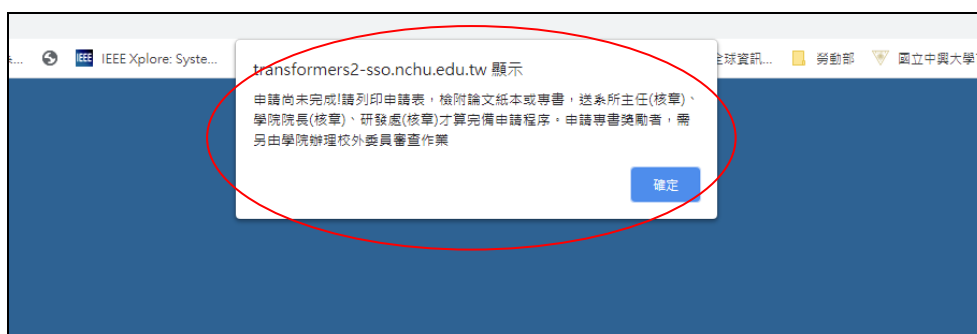 IEEE IEEE Xplore: Syste... 全球資訊... 勞動部 國立中興大學
transformers2-sso.nchu.edu.tw 顯示
申請尚未完成!請列印申請表，檢附論文紙本或專書，送系所主任(核章)、
學院院長(核章)、研發處(核章)才算完備申請程序。申請專書獎勵者，需
另由學院辦理校外委員審查作業
確定